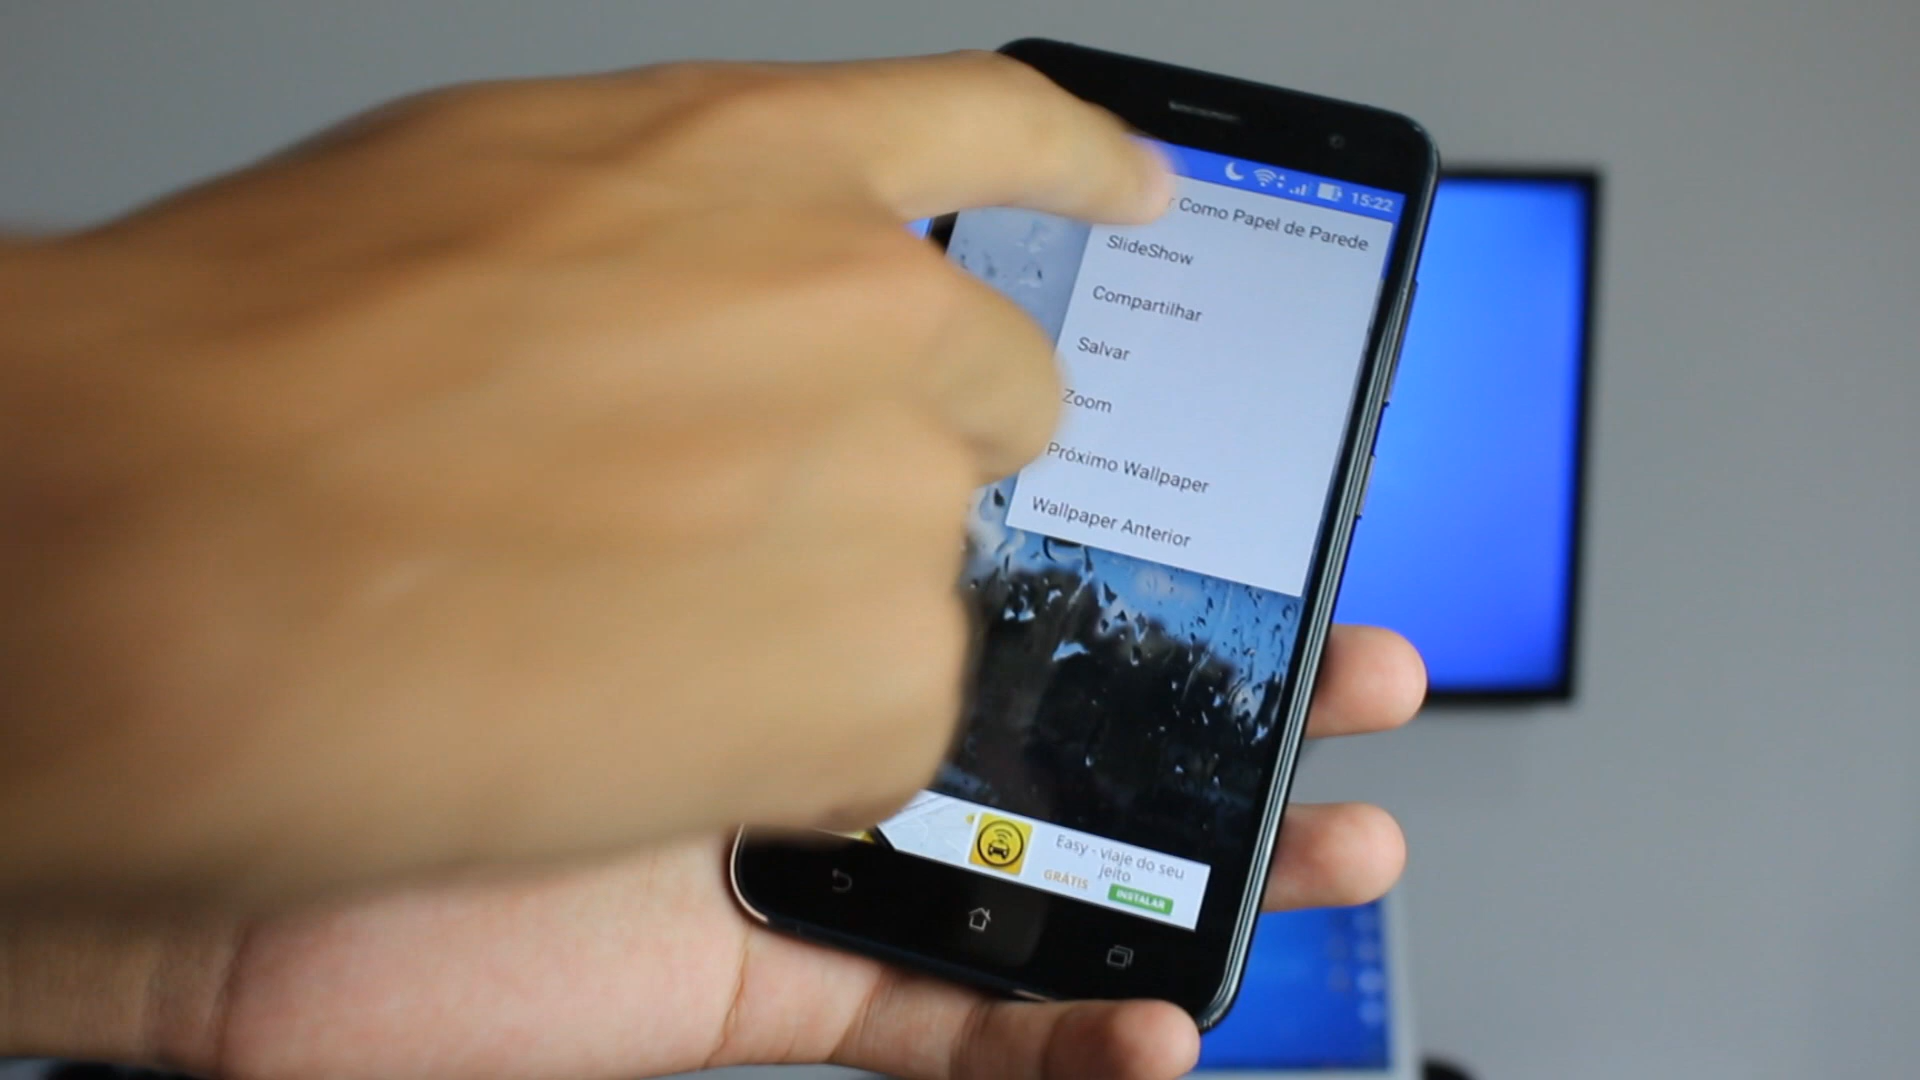 15:22
Como Papel de Parede
SlideShow
Compartilhar
Salvar
Zoom
Próximo Wallpaper
Wallpaper Anterior
Easy - viaje do seu
jeito
GRÁTIS
INSTALAR